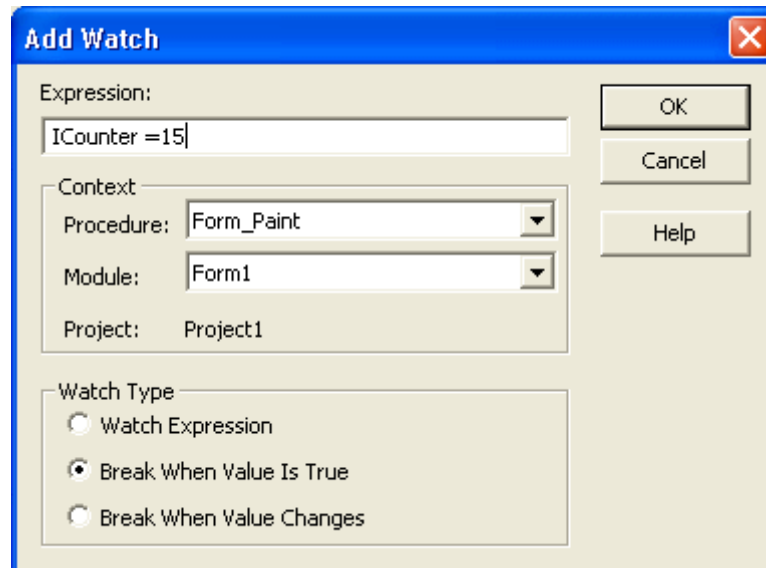 Add Watch
Expression:
ICounter =15
OK
Cancel
Help
Context
Procedure: Form_Paint
Module: Form1
Project: Project1
Watch Type
Watch Expression
Break When Value Is True
Break When Value Changes